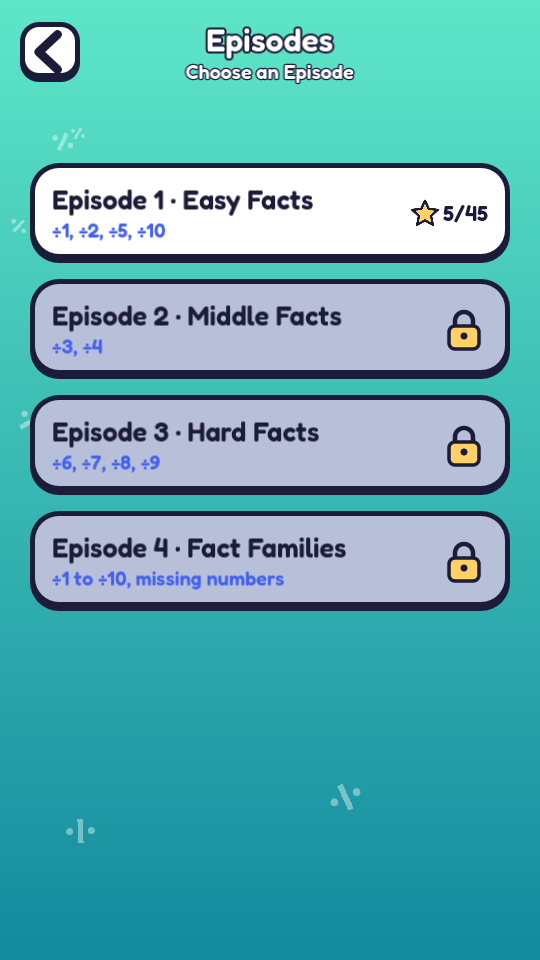 Episodes
Choose an Episode
Episode 1 · Easy Facts
÷1, ÷2, ÷5, ÷10
5/45
Episode 2 · Middle Facts
÷3, ÷4
Episode 3 · Hard Facts
÷6, ÷7, ÷8, ÷9
Episode 4 · Fact Families
÷1 to ÷10, missing numbers